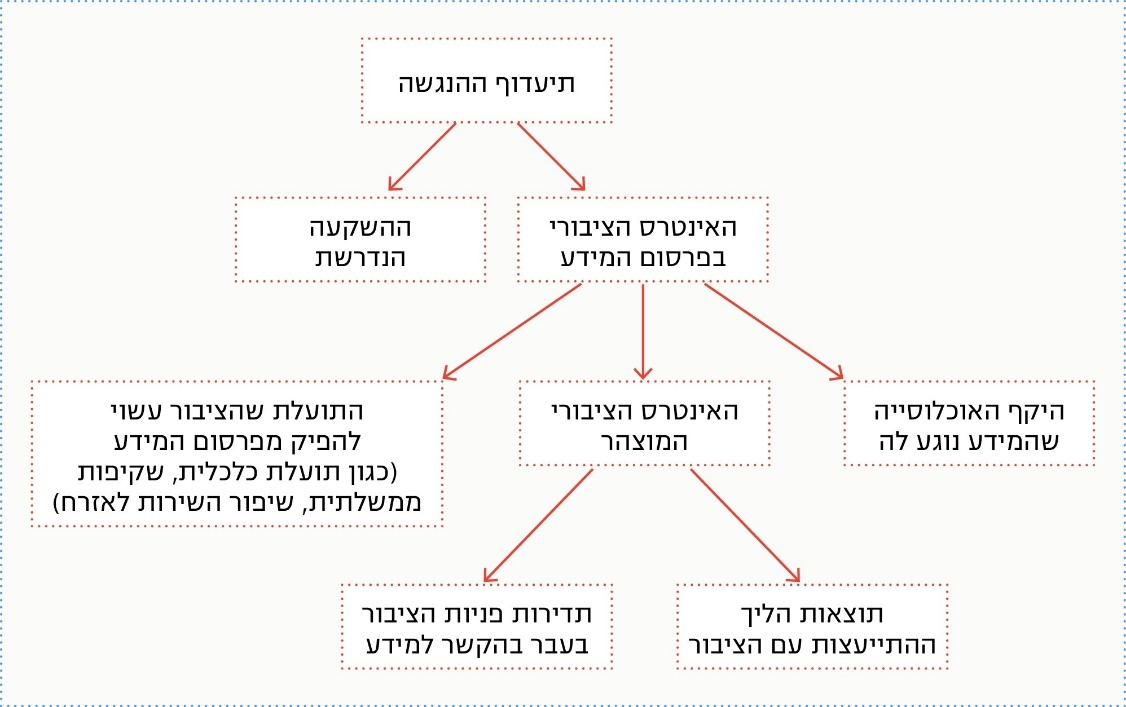 תיעדוף ההנגשה
האינטרס הציבורי
בפרסום המידע
ההשקעה
הנדרשת
היקף האוכלוסייה
שהמידע נוגע לה
האינטרס הציבורי
המוצהר
התועלת שהציבור עשוי
להפיק מפרסום המידע
(כגון תועלת כלכלית, שקיפות
ממשלתית, שיפור השירות לאזרח)
תוצאות הליך
ההתייעצות עם הציבור
תדירות פניות הציבור
בעבר בהקשר למידע